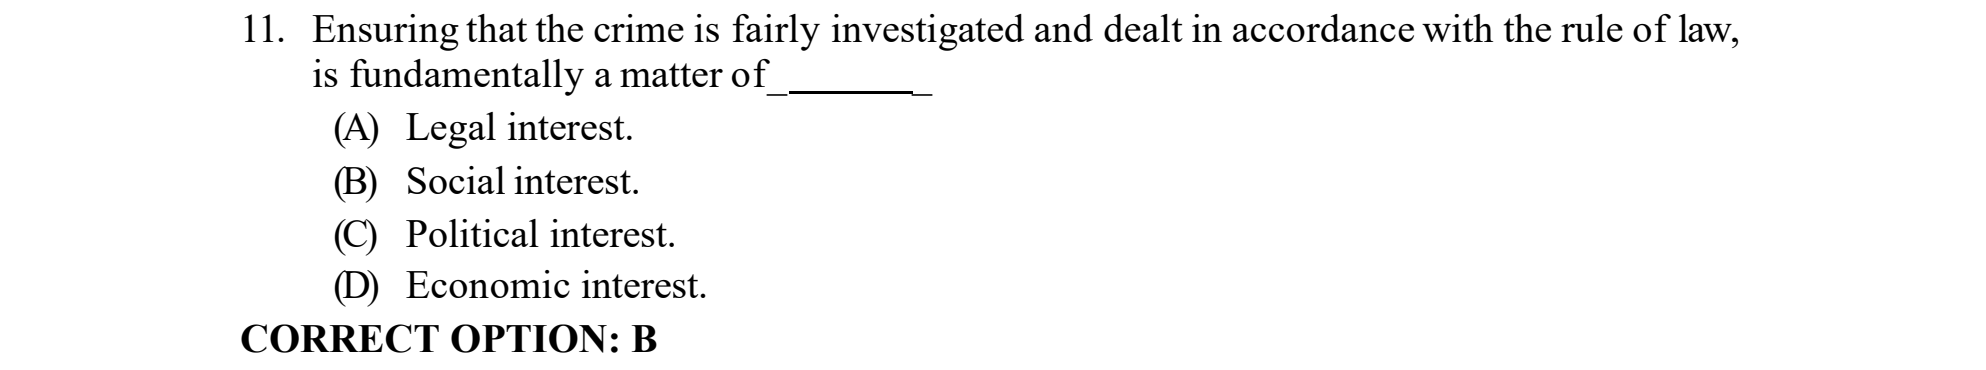 11. Ensuring that the crime is fairly investigated and dealt in accordance with the rule of law,
is fundamentally a matter of_______
(A) Legal interest.
(B) Social interest.
(C) Political interest.
(D) Economic interest.
CORRECT OPTION: B